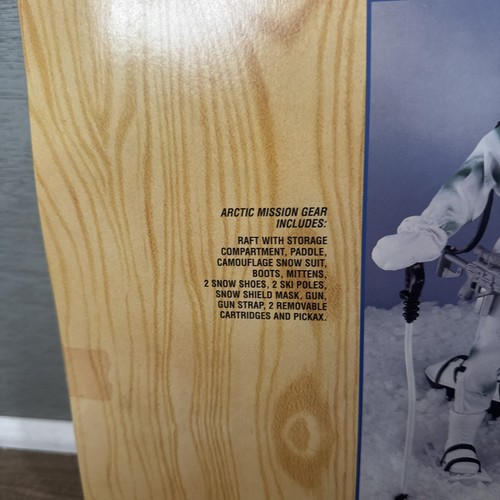 ARCTIC MISSION GEAR
INCLUDES:
RAFT WITH STORAGE
COMPARTMENT, PADDLE,
CAMOUFLAGE SNOW SUIT,
BOOTS, MITTENS,
2 SNOW SHOES, 2 SKI POLES,
SNOW SHIELD MASK, GUN,
GUN STRAP, 2 REMOVABLE
CARTRIDGES AND PICKAX.